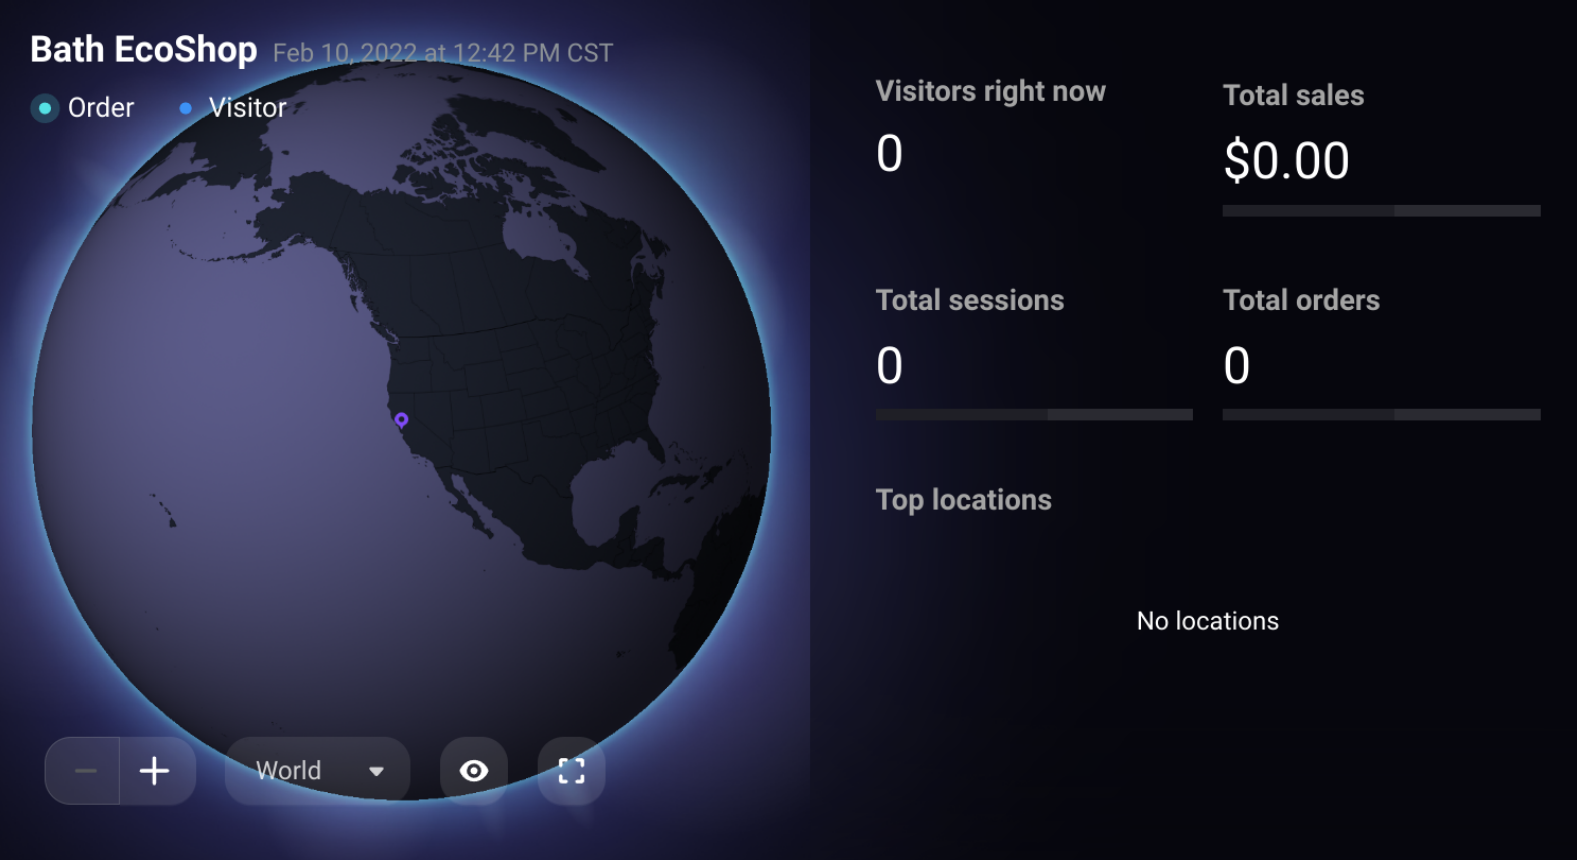 Bath EcoShop Feb 10, 2022 at 12:42 PM CST
Order Visitor
Visitors right now
0
Total sales
$0.00
Total sessions
0
Total orders
0
Top locations
No locations
World